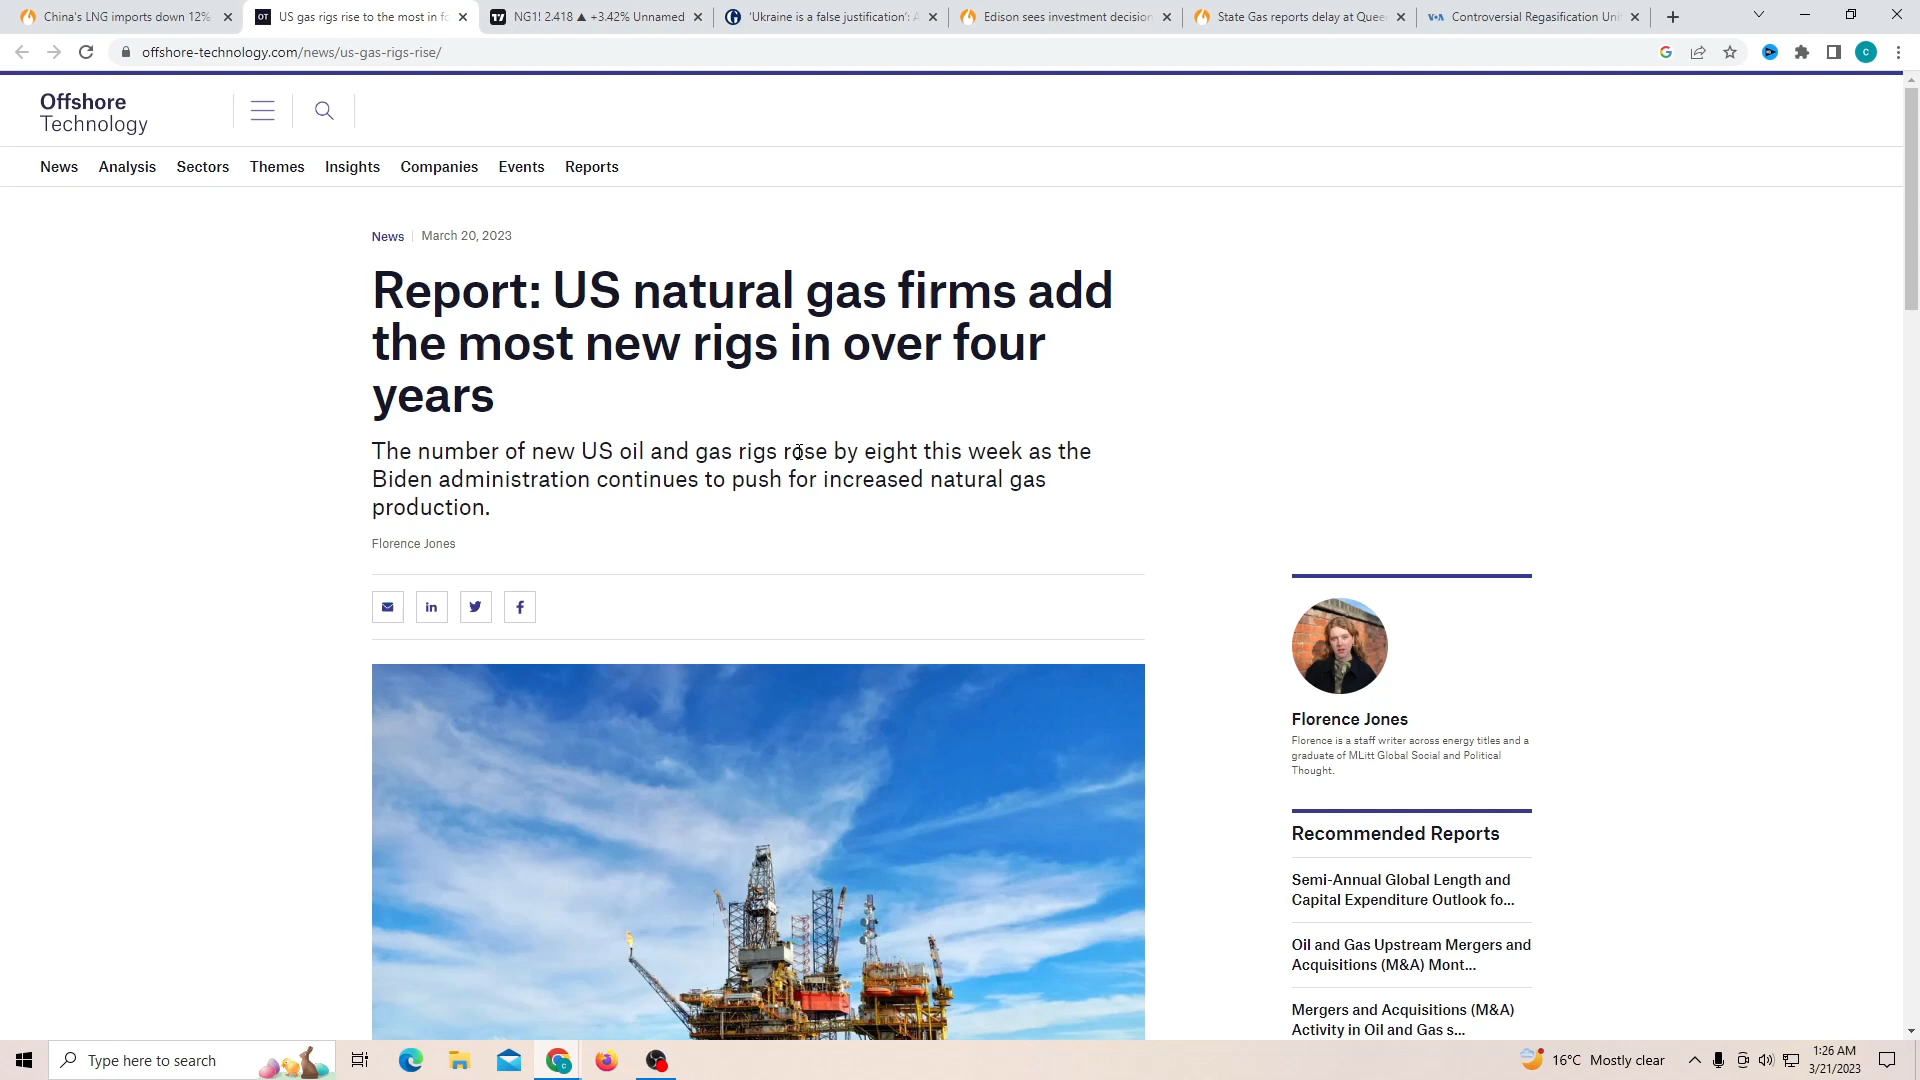 China's LNG imports down 12%
US gas rigs rise to the most in fo
NG1! 2.418 ▲ +3.42% Unnamed
'Ukraine is a false justification': A
Edison sees investment decision
State Gas reports delay at Quee
Controversial Regasification Uni
offshore-technology.com/news/us-gas-rigs-rise/
Offshore
Technology
News Analysis Sectors Themes Insights Companies Events Reports
News | March 20, 2023
Report: US natural gas firms add
the most new rigs in over four
years
The number of new US oil and gas rigs rose by eight this week as the
Biden administration continues to push for increased natural gas
production.
Florence Jones
Florence Jones
Florence is a staff writer across energy titles and a
graduate of MLitt Global Social and Political
Thought.
Recommended Reports
Semi-Annual Global Length and
Capital Expenditure Outlook fo...
Oil and Gas Upstream Mergers and
Acquisitions (M&A) Mont...
Mergers and Acquisitions (M&A)
Activity in Oil and Gas s...
Type here to search
16°C Mostly clear
1:26 AM
3/21/2023